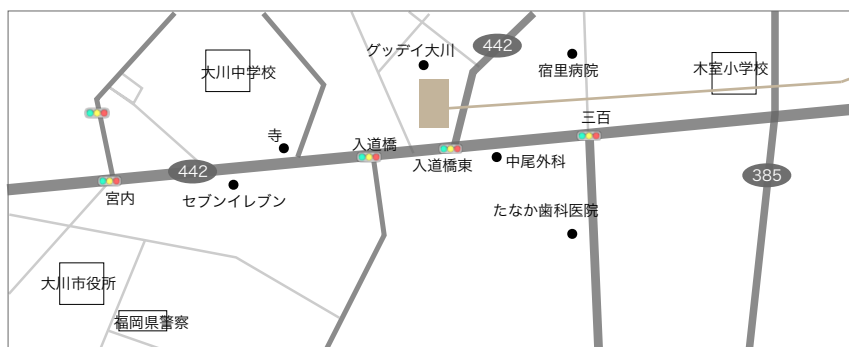 442
グッデイ大川
宿里病院
木室小学校
大川中学校
三百
寺
入道橋
入道橋東
中尾外科
442
385
宮内
セブンイレブン
たなか歯科医院
大川市役所
福岡県警察